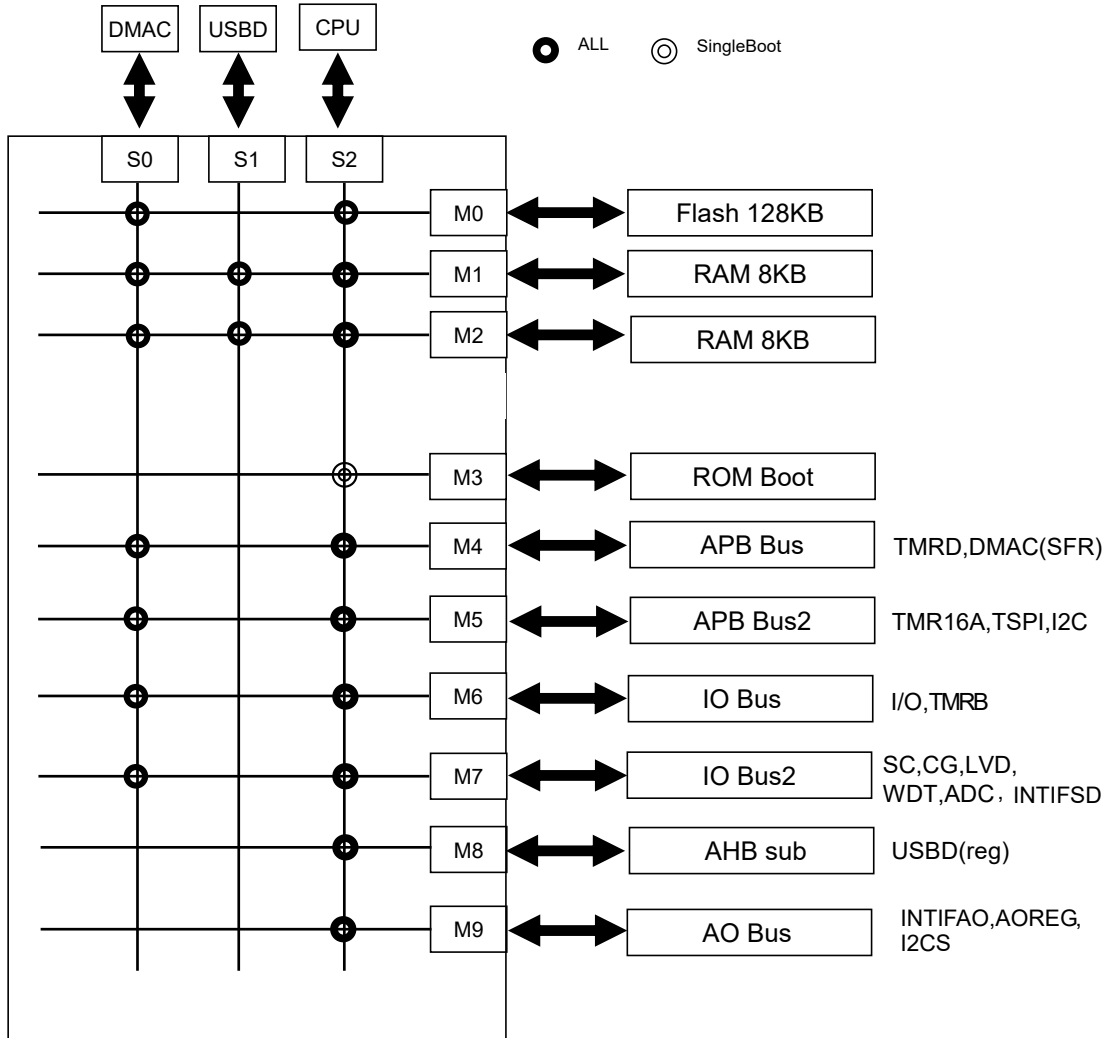 DMAC USBD CPU
ALL SingleBoot
S0 S1 S2
M0 Flash 128KB
M1 RAM 8KB
M2 RAM 8KB
M3 ROM Boot
M4 APB Bus TMRD,DMAC(SFR)
M5 APB Bus2 TMR16A,TSPI,I2C
M6 IO Bus I/O,TMRB
M7 IO Bus2 SC,CG,LVD,
WDT,ADC, INTIFSD
M8 AHB sub USBD(reg)
M9 AO Bus INTIFAO,AOREG,
I2CS